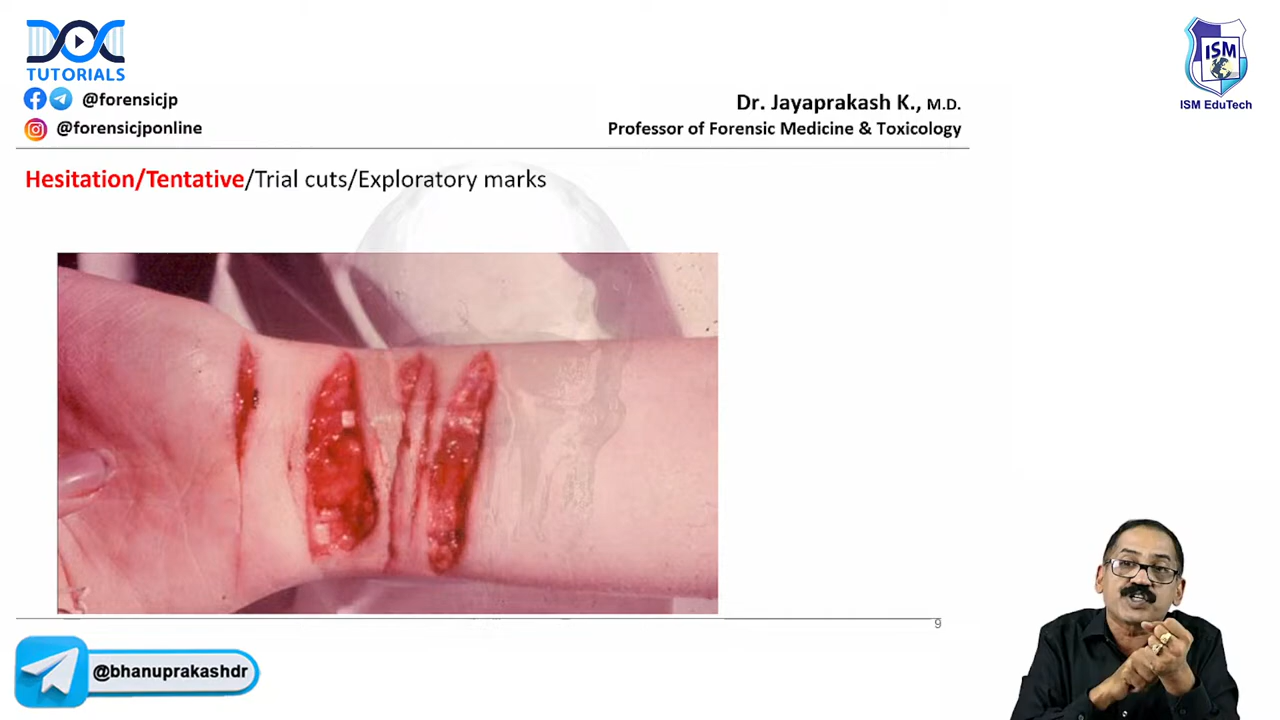 TUTORIALS
@forensicjp
@forensicjponline
ISM
ISM EduTech
Dr. Jayaprakash K., M.D.
Professor of Forensic Medicine & Toxicology
Hesitation/Tentative/Trial cuts/Exploratory marks
9
@bhanuprakashdr